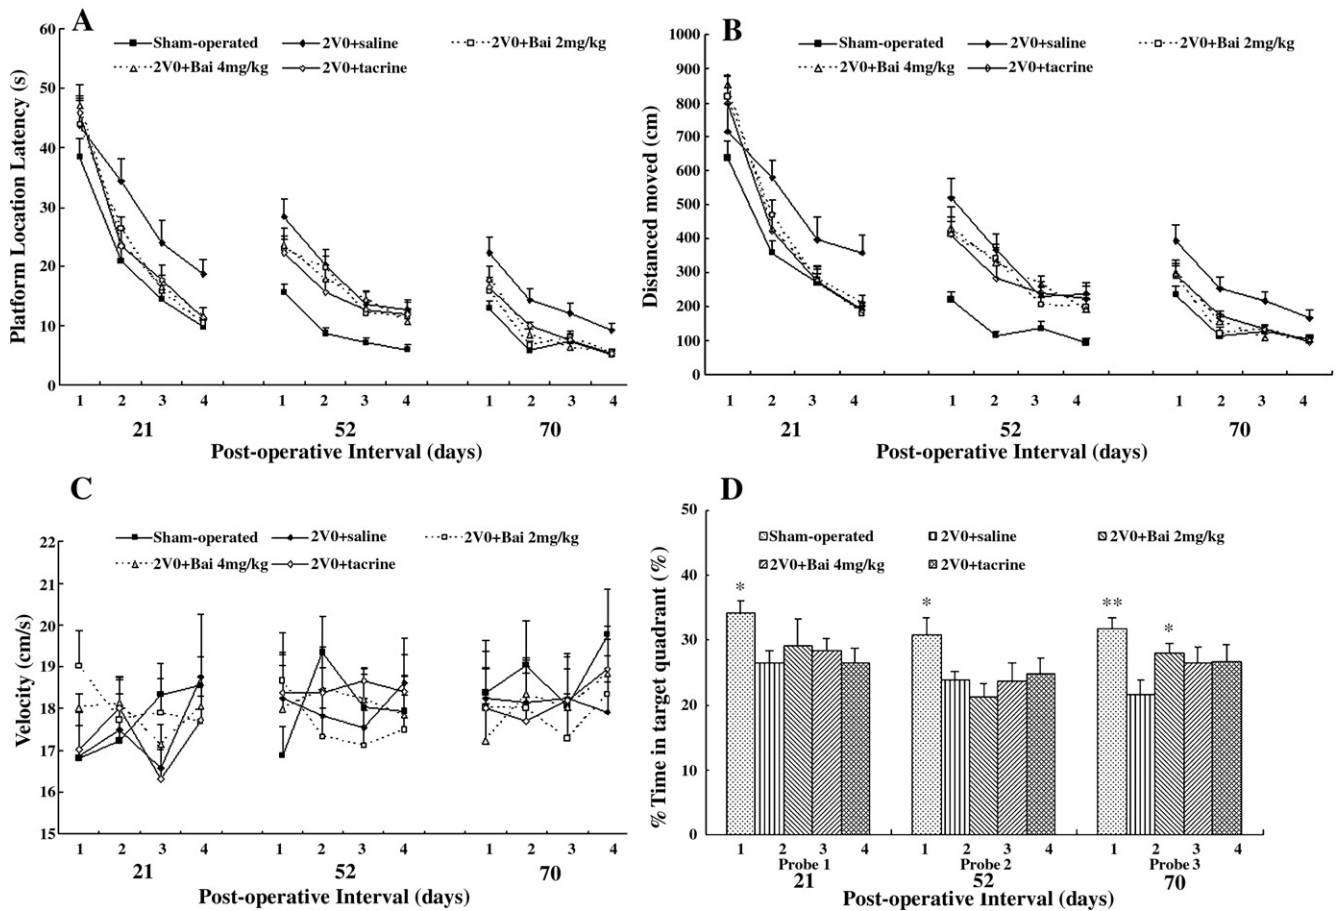 A
Sham-operated 2V0+saline 2V0+Bai 2mg/kg
2V0+Bai 4mg/kg 2V0+tacrine
Platform Location Latency (s)
60
50
40
30
20
10
0
1 2 3 4 1 2 3 4 1 2 3 4
21 52 70
Post-operative Interval (days)
B
Sham-operated 2V0+saline 2V0+Bai 2mg/kg
2V0+Bai 4mg/kg 2V0+tacrine
Distanced moved (cm)
1000
900
800
700
600
500
400
300
200
100
0
1 2 3 4 1 2 3 4 1 2 3 4
21 52 70
Post-operative Interval (days)
C
Sham-operated 2V0+saline 2V0+Bai 2mg/kg
2V0+Bai 4mg/kg 2V0+tacrine
Velocity (cm/s)
22
21
20
19
18
17
16
15
1 2 3 4 1 2 3 4 1 2 3 4
21 52 70
Post-operative Interval (days)
D
Sham-operated 2V0+saline 2V0+Bai 2mg/kg
2V0+Bai 4mg/kg 2V0+tacrine
% Time in target quadrant (%)
50
40
30
20
10
0
* * ** *
1 2 3 4 1 2 3 4 1 2 3 4
Probe 1 Probe 2 Probe 3
21 52 70
Post-operative Interval (days)